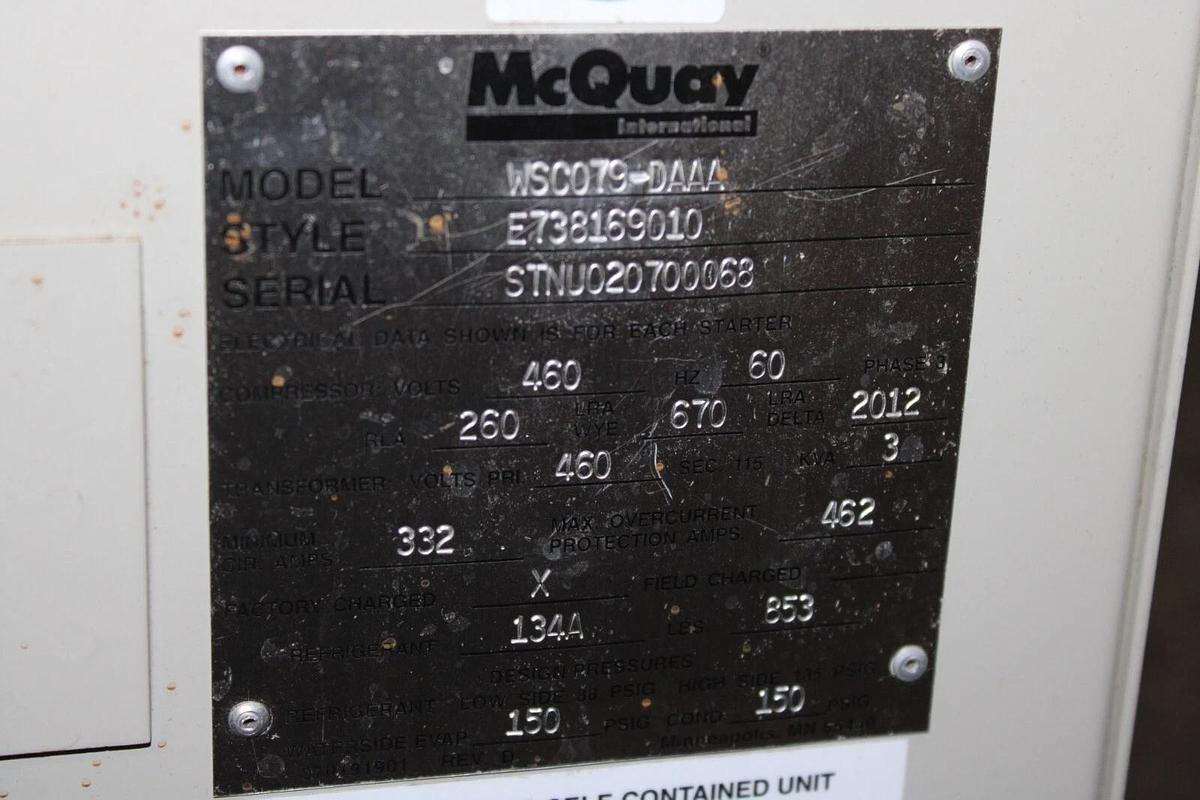 McQuay®
International
MODEL WSC079-DAAA
STYLE E738169010
SERIAL STNU020700068
ELECTRICAL DATA SHOWN IS FOR EACH STARTER
COMPRESSOR: VOLTS 460 HZ 60 PHASE 3
RLA 260 LRA WYE 670 LRA DELTA 2012
TRANSFORMER: VOLTS PRI. 460 SEC. 115 KVA 3
MINIMUM CIR. AMPS 332 MAX OVERCURRENT PROTECTION AMPS. 462
FACTORY CHARGED X FIELD CHARGED
REFRIGERANT 134A LBS 853
DESIGN PRESSURES
REFRIGERANT LOW SIDE 88 PSIG HIGH SIDE 135 PSIG
WATERSIDE EVAP 150 PSIG COND 150 PSIG
REV D Minneapolis, MN
SELF CONTAINED UNIT